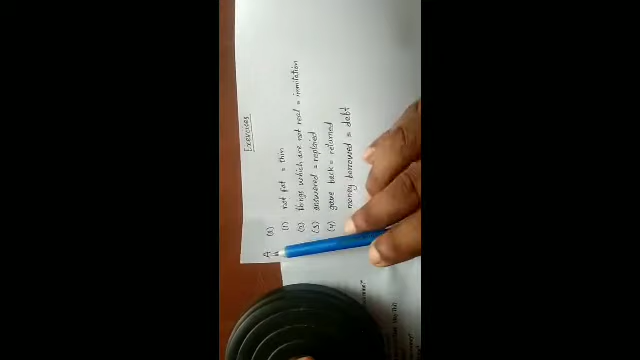 Exercises
A (a)
(1) not fat = thin
(2) things which are not real = immitation
(3) answered = replied
(4) gave back = returned
money borrowed = debt